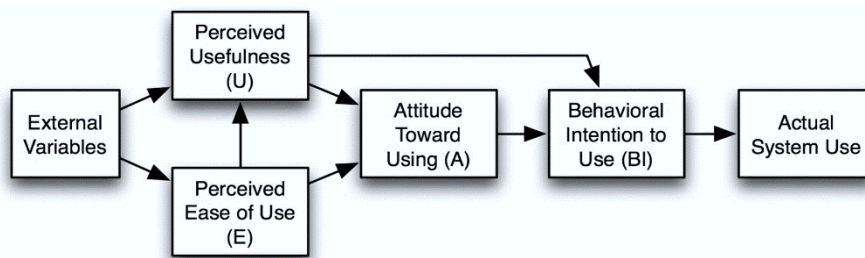 External
Variables
Perceived
Usefulness
(U)
Perceived
Ease of Use
(E)
Attitude
Toward
Using (A)
Behavioral
Intention to
Use (BI)
Actual
System Use